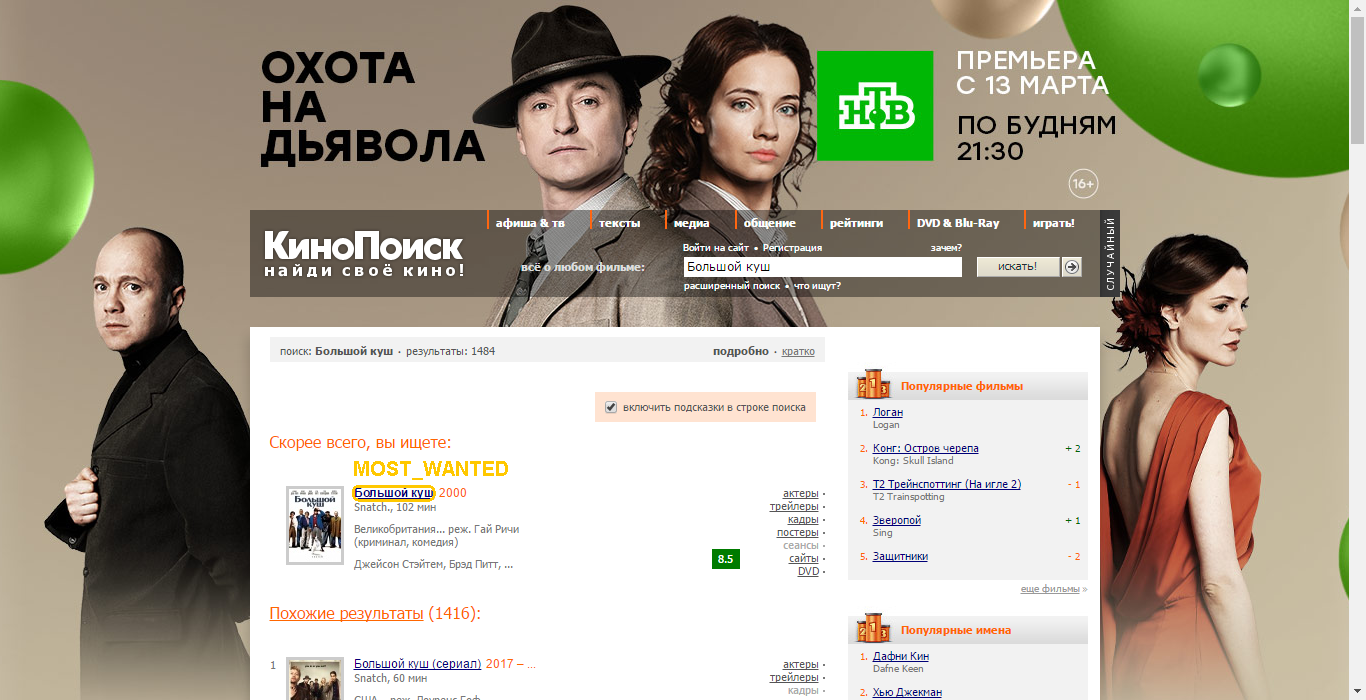 ОХОТА
НА
ДЬЯВОЛА
НТВ
ПРЕМЬЕРА
С 13 МАРТА
ПО БУДНЯМ
21:30
16+
афиша & тв
тексты
медиа
общение
рейтинги
DVD & Blu-Ray
играть!
СЛУЧАЙНЫЙ
КиноПоиск
найди своё кино!
Войти на сайт • Регистрация
зачем?
всё о любом фильме:
Большой куш
искать!
расширенный поиск • что ищут?
поиск: Большой куш · результаты: 1484
подробно · кратко
включить подсказки в строке поиска
Скорее всего, вы ищете:
MOST_WANTED
Большой куш 2000
Snatch., 102 мин
Великобритания... реж. Гай Ричи
(криминал, комедия)
Джейсон Стэйтем, Брэд Питт, ...
Большой куш
8.5
актеры ·
трейлеры ·
кадры ·
постеры ·
сеансы ·
сайты ·
DVD ·
Похожие результаты (1416):
1
Большой куш (сериал) 2017 – ...
Snatch, 60 мин
актеры ·
трейлеры ·
кадры ·
Популярные фильмы
1. Логан
Logan
2. Конг: Остров черепа + 2
Kong: Skull Island
3. Т2 Трейнспоттинг (На игле 2) - 1
T2 Trainspotting
4. Зверопой + 1
Sing
5. Защитники - 2
еще фильмы »
Популярные имена
1. Дафни Кин
Dafne Keen
2. Хью Джекман